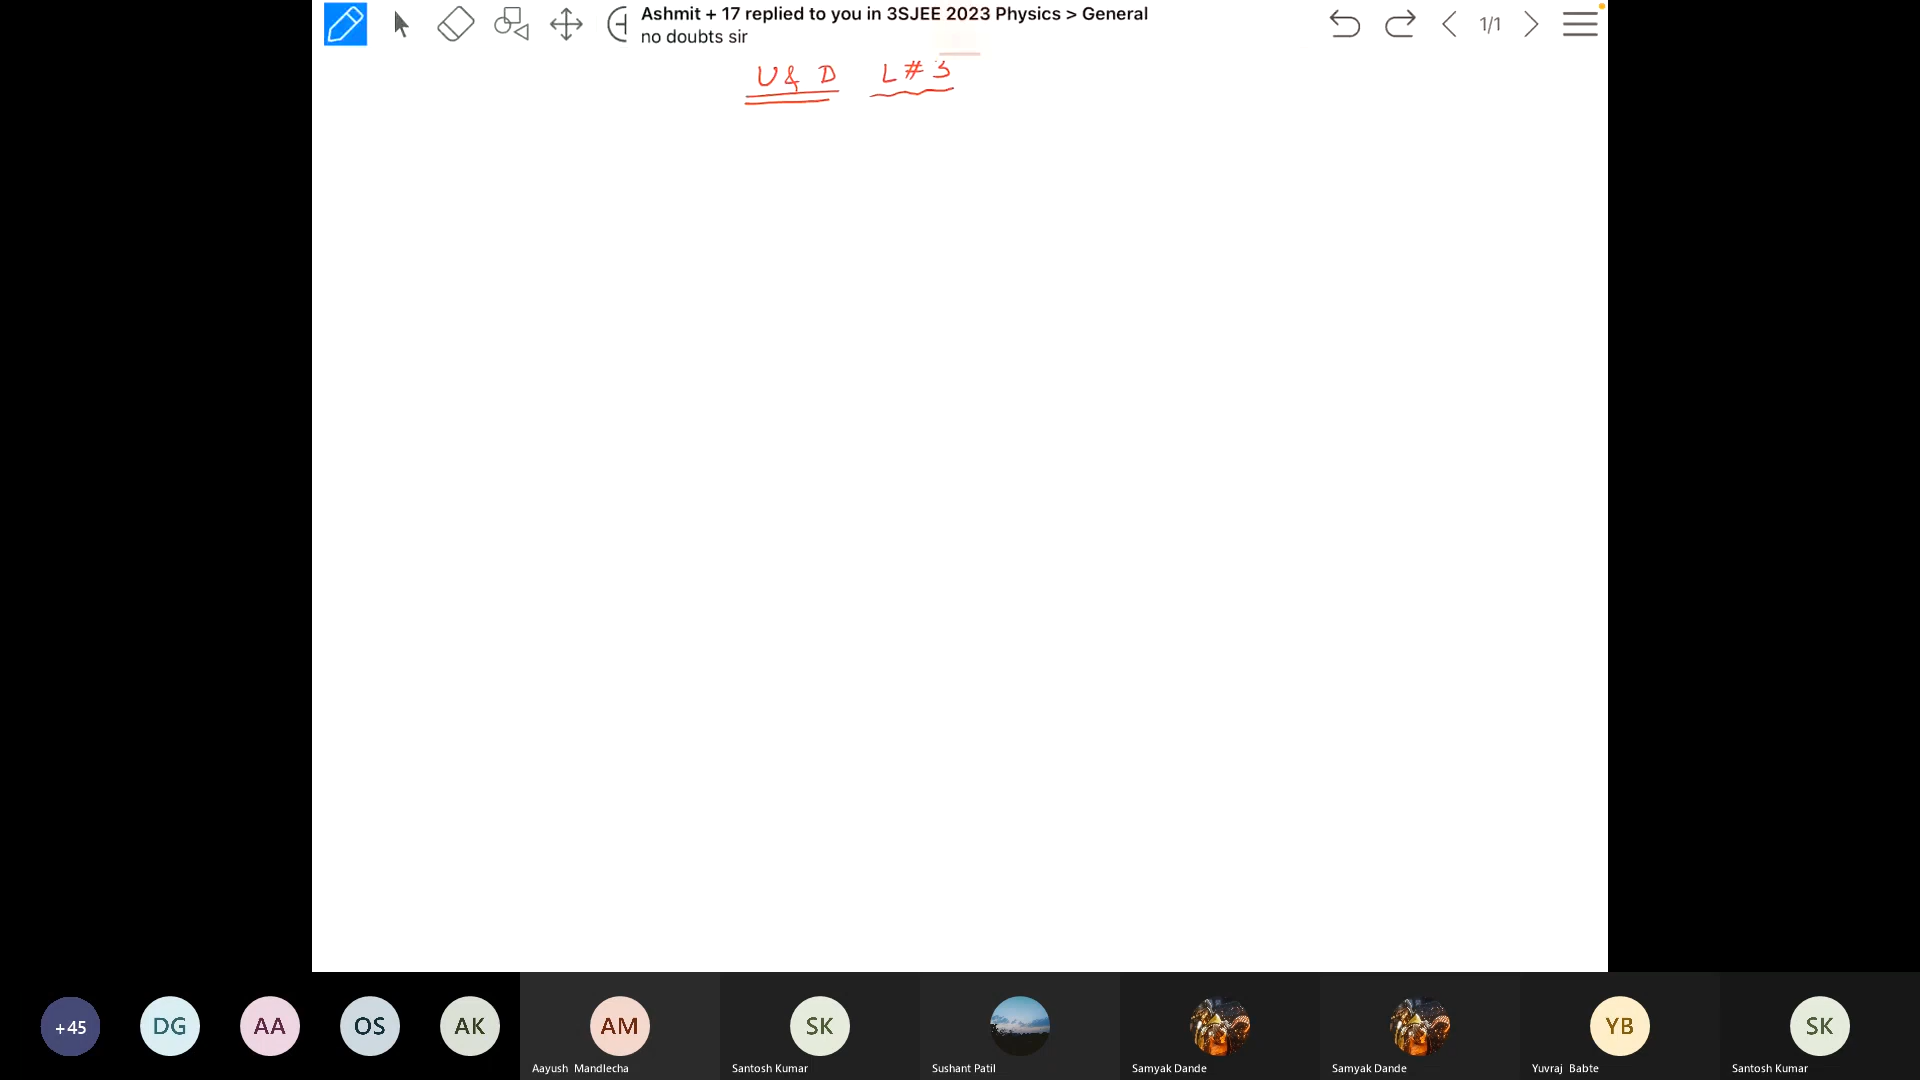 Ashmit + 17 replied to you in 3SJEE 2023 Physics > General
no doubts sir
1/1
U & D L # 3
+45
DG
AA
OS
AK
AM
SK
YB
SK
Aayush Mandlecha
Santosh Kumar
Sushant Patil
Samyak Dande
Samyak Dande
Yuvraj Babte
Santosh Kumar